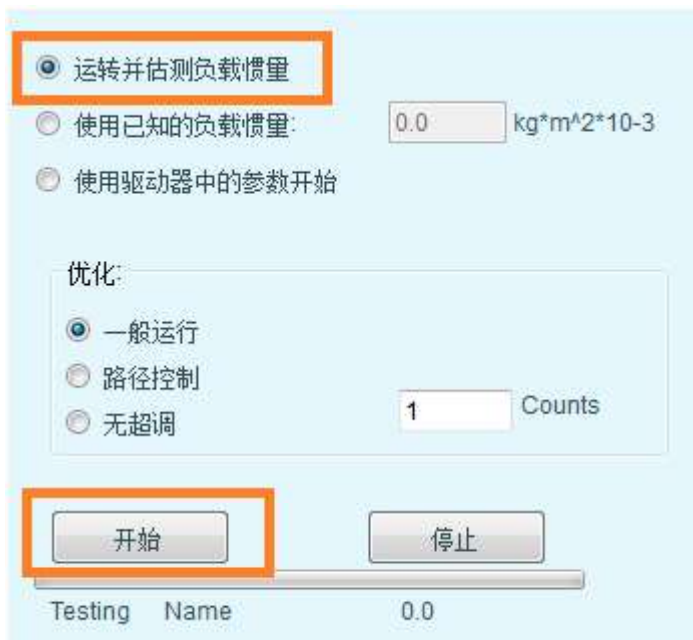 运转并估测负载惯量
使用已知的负载惯量: 0.0 kg*m^2*10-3
使用驱动器中的参数开始
优化:
一般运行
路径控制
无超调 1 Counts
开始 停止
Testing Name 0.0